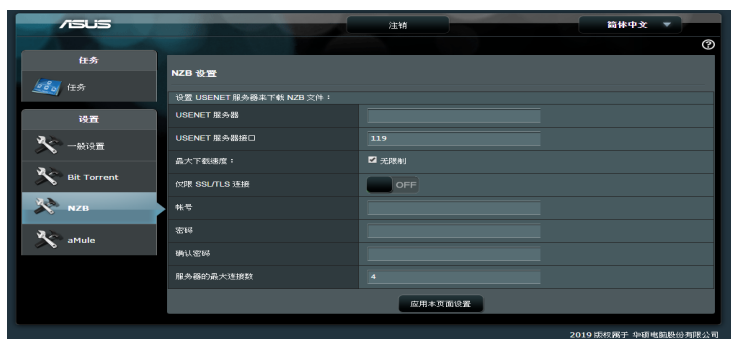 ASUS
注销
简体中文
?
任务
任务
设置
一般设置
Bit Torrent
NZB
aMule
NZB 设置
设置 USENET 服务器来下载 NZB 文件：
USENET 服务器
USENET 服务器接口 119
最大下载速度： 无限制
仅限 SSL/TLS 连接 OFF
帐号
密码
确认密码
服务器的最大连接数 4
应用本页面设置
2019 版权属于 华硕电脑股份有限公司